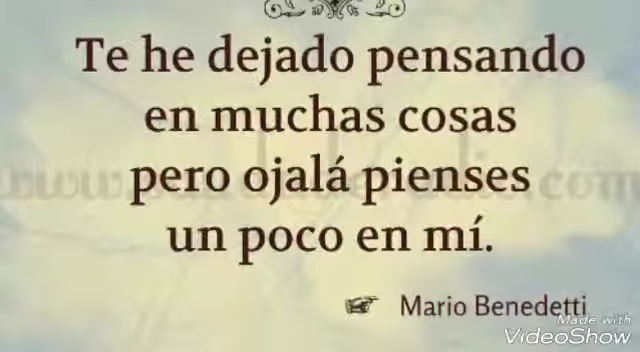 Te he dejado pensando
en muchas cosas
pero ojalá pienses
un poco en mí.
Mario Benedetti
Made with
VideoShow